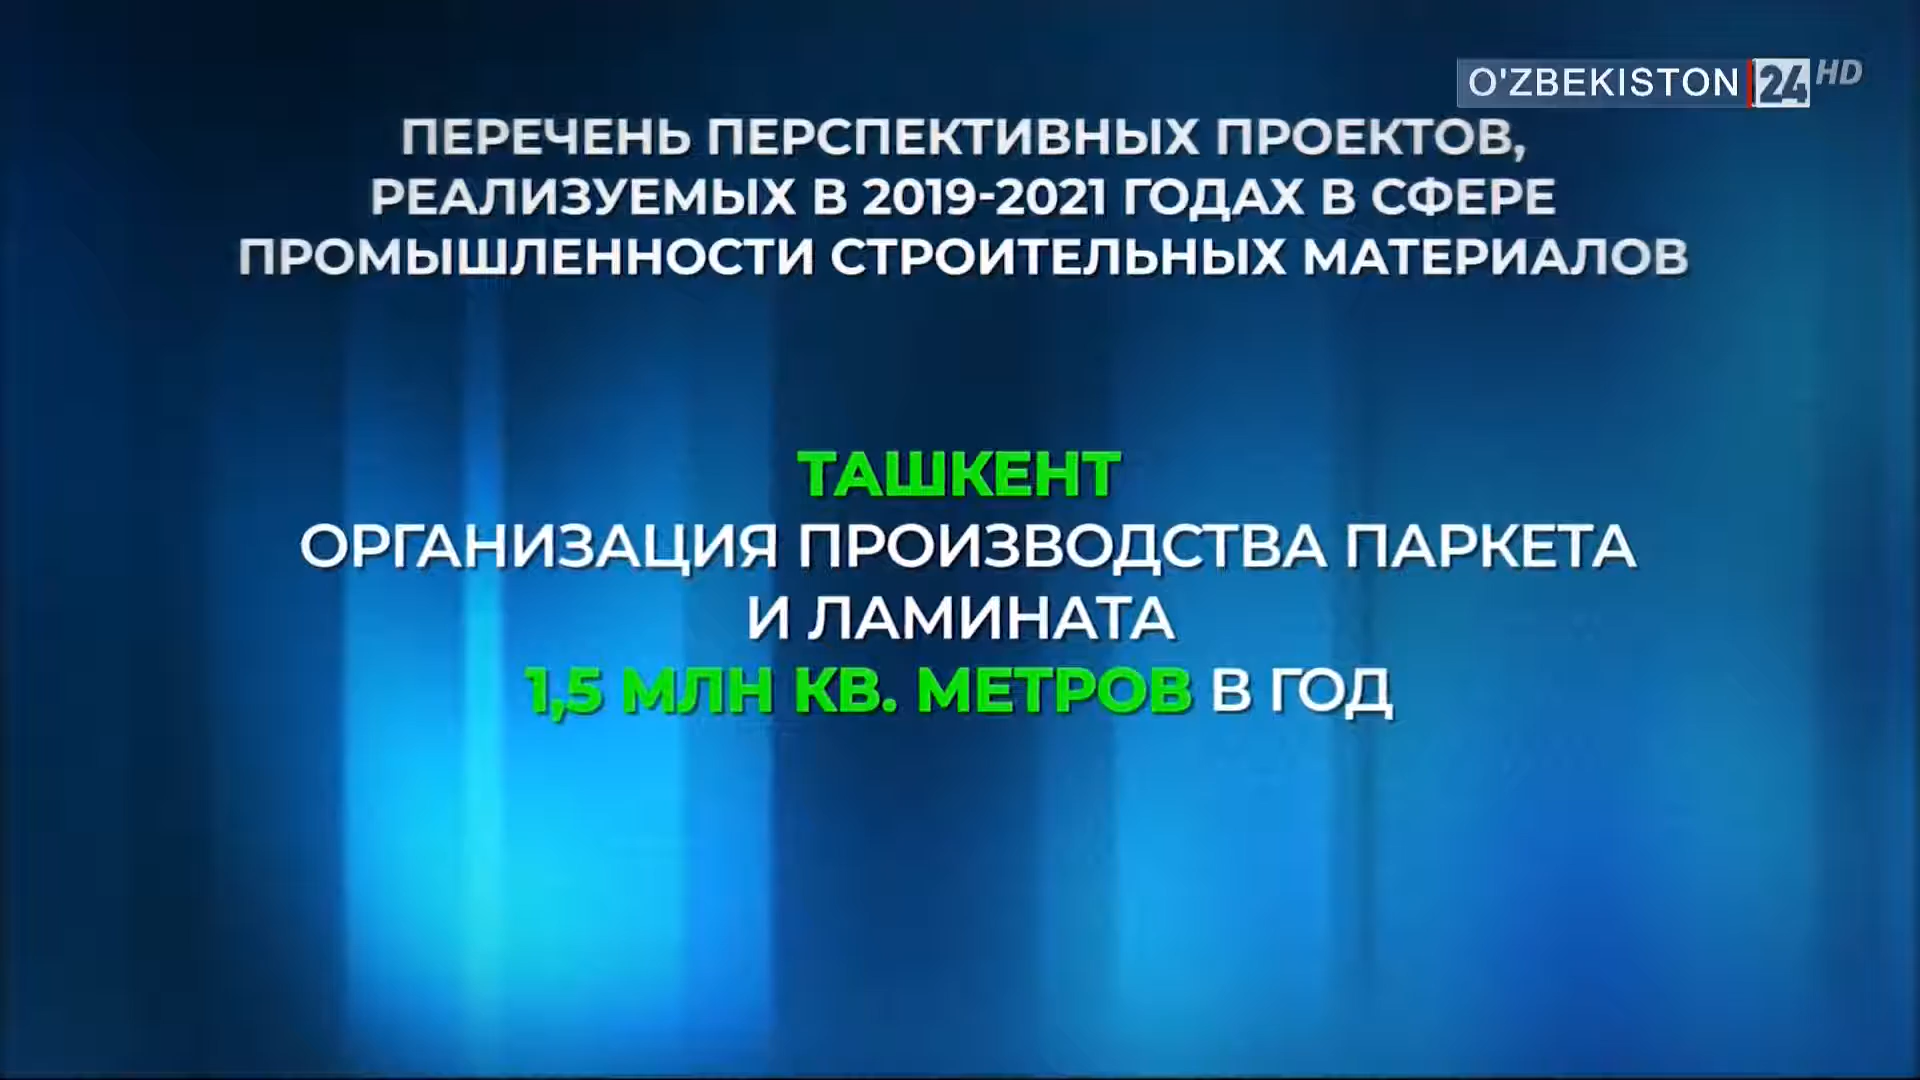 O'ZBEKISTON 24 HD
ПЕРЕЧЕНЬ ПЕРСПЕКТИВНЫХ ПРОЕКТОВ,
РЕАЛИЗУЕМЫХ В 2019-2021 ГОДАХ В СФЕРЕ
ПРОМЫШЛЕННОСТИ СТРОИТЕЛЬНЫХ МАТЕРИАЛОВ
ТАШКЕНТ
ОРГАНИЗАЦИЯ ПРОИЗВОДСТВА ПАРКЕТА
И ЛАМИНАТА
1,5 МЛН КВ. МЕТРОВ В ГОД